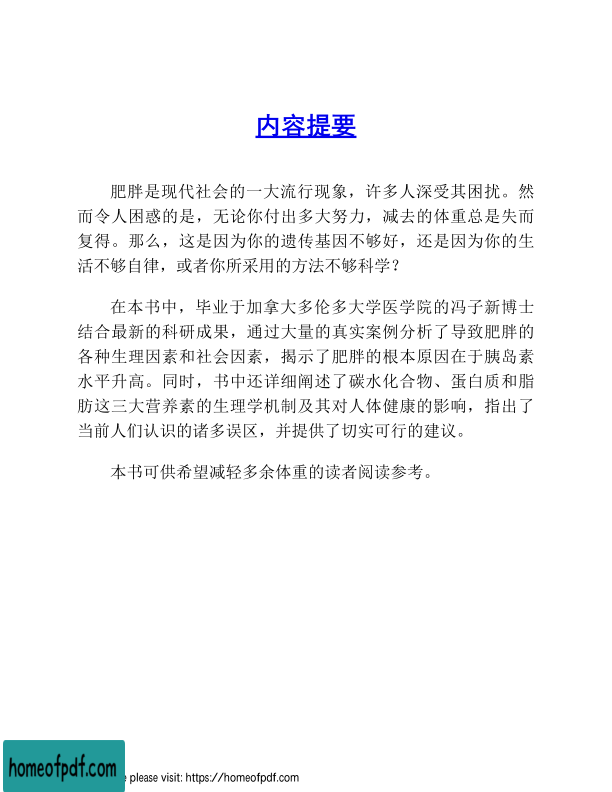 内容提要
肥胖是现代社会的一大流行现象，许多人深受其困扰。然
而令人困惑的是，无论你付出多大努力，减去的体重总是失而
复得。那么，这是因为你的遗传基因不够好，还是因为你的生
活不够自律，或者你所采用的方法不够科学？
在本书中，毕业于加拿大多伦多大学医学院的冯子新博士
结合最新的科研成果，通过大量的真实案例分析了导致肥胖的
各种生理因素和社会因素，揭示了肥胖的根本原因在于胰岛素
水平升高。同时，书中还详细阐述了碳水化合物、蛋白质和脂
肪这三大营养素的生理学机制及其对人体健康的影响，指出了
当前人们认识的诸多误区，并提供了切实可行的建议。
本书可供希望减轻多余体重的读者阅读参考。
homeofpdf.com
e please visit: https://homeofpdf.com